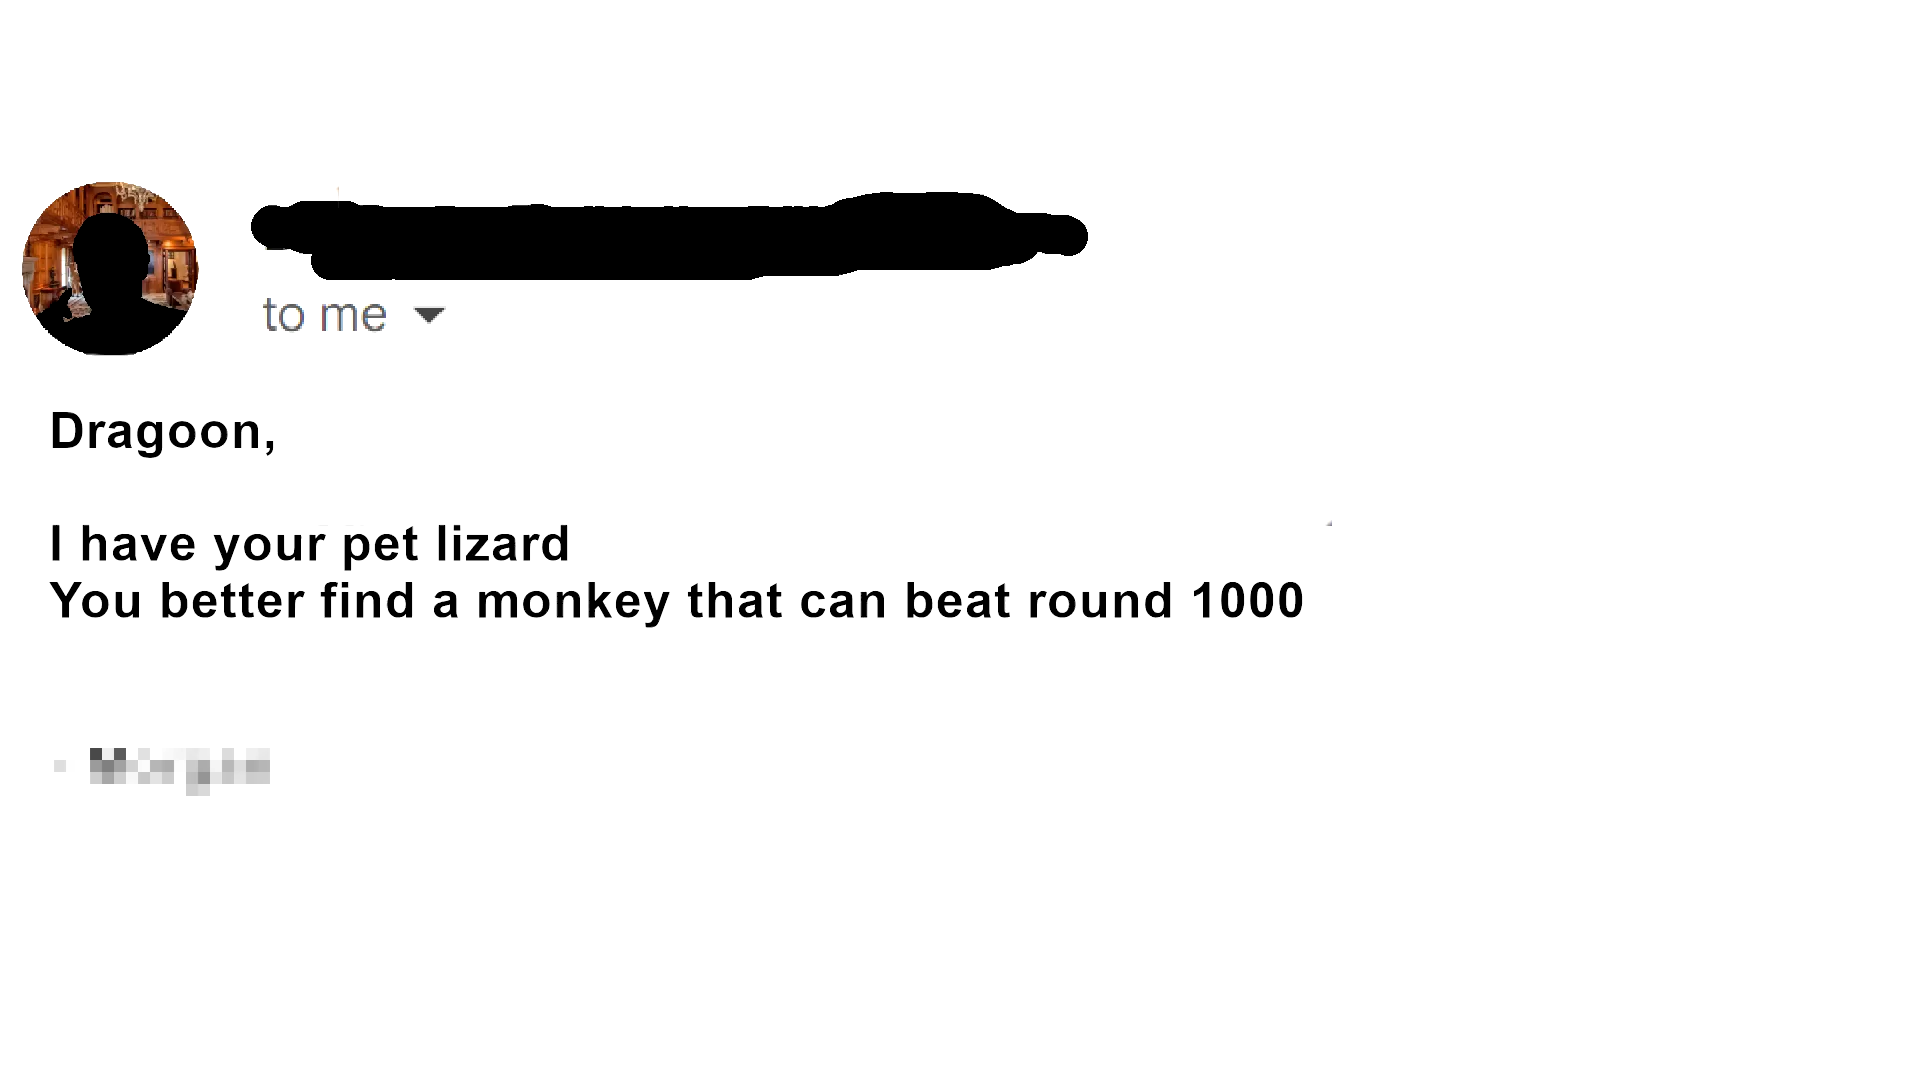 to me
Dragoon,
I have your pet lizard
You better find a monkey that can beat round 1000